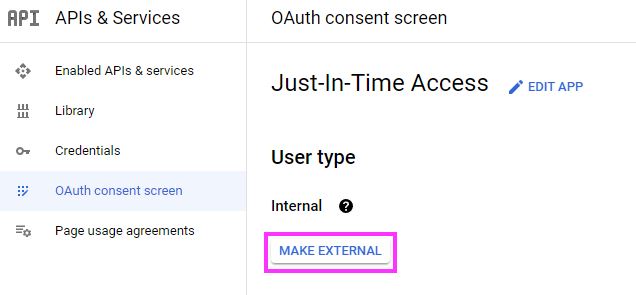 API APIs & Services
OAuth consent screen
Enabled APIs & services
Library
Credentials
OAuth consent screen
Page usage agreements
Just-In-Time Access EDIT APP
User type
Internal ?
MAKE EXTERNAL